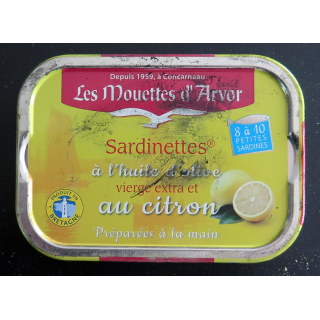 Depuis 1959, à Concarneau
Les Mouettes d'Arvor
8 à 10
PETITES
SARDINES
Sardinettes®
à l'huile d'olive
vierge extra et
au citron
PRODUIT EN
BRETAGNE
Préparées à la main